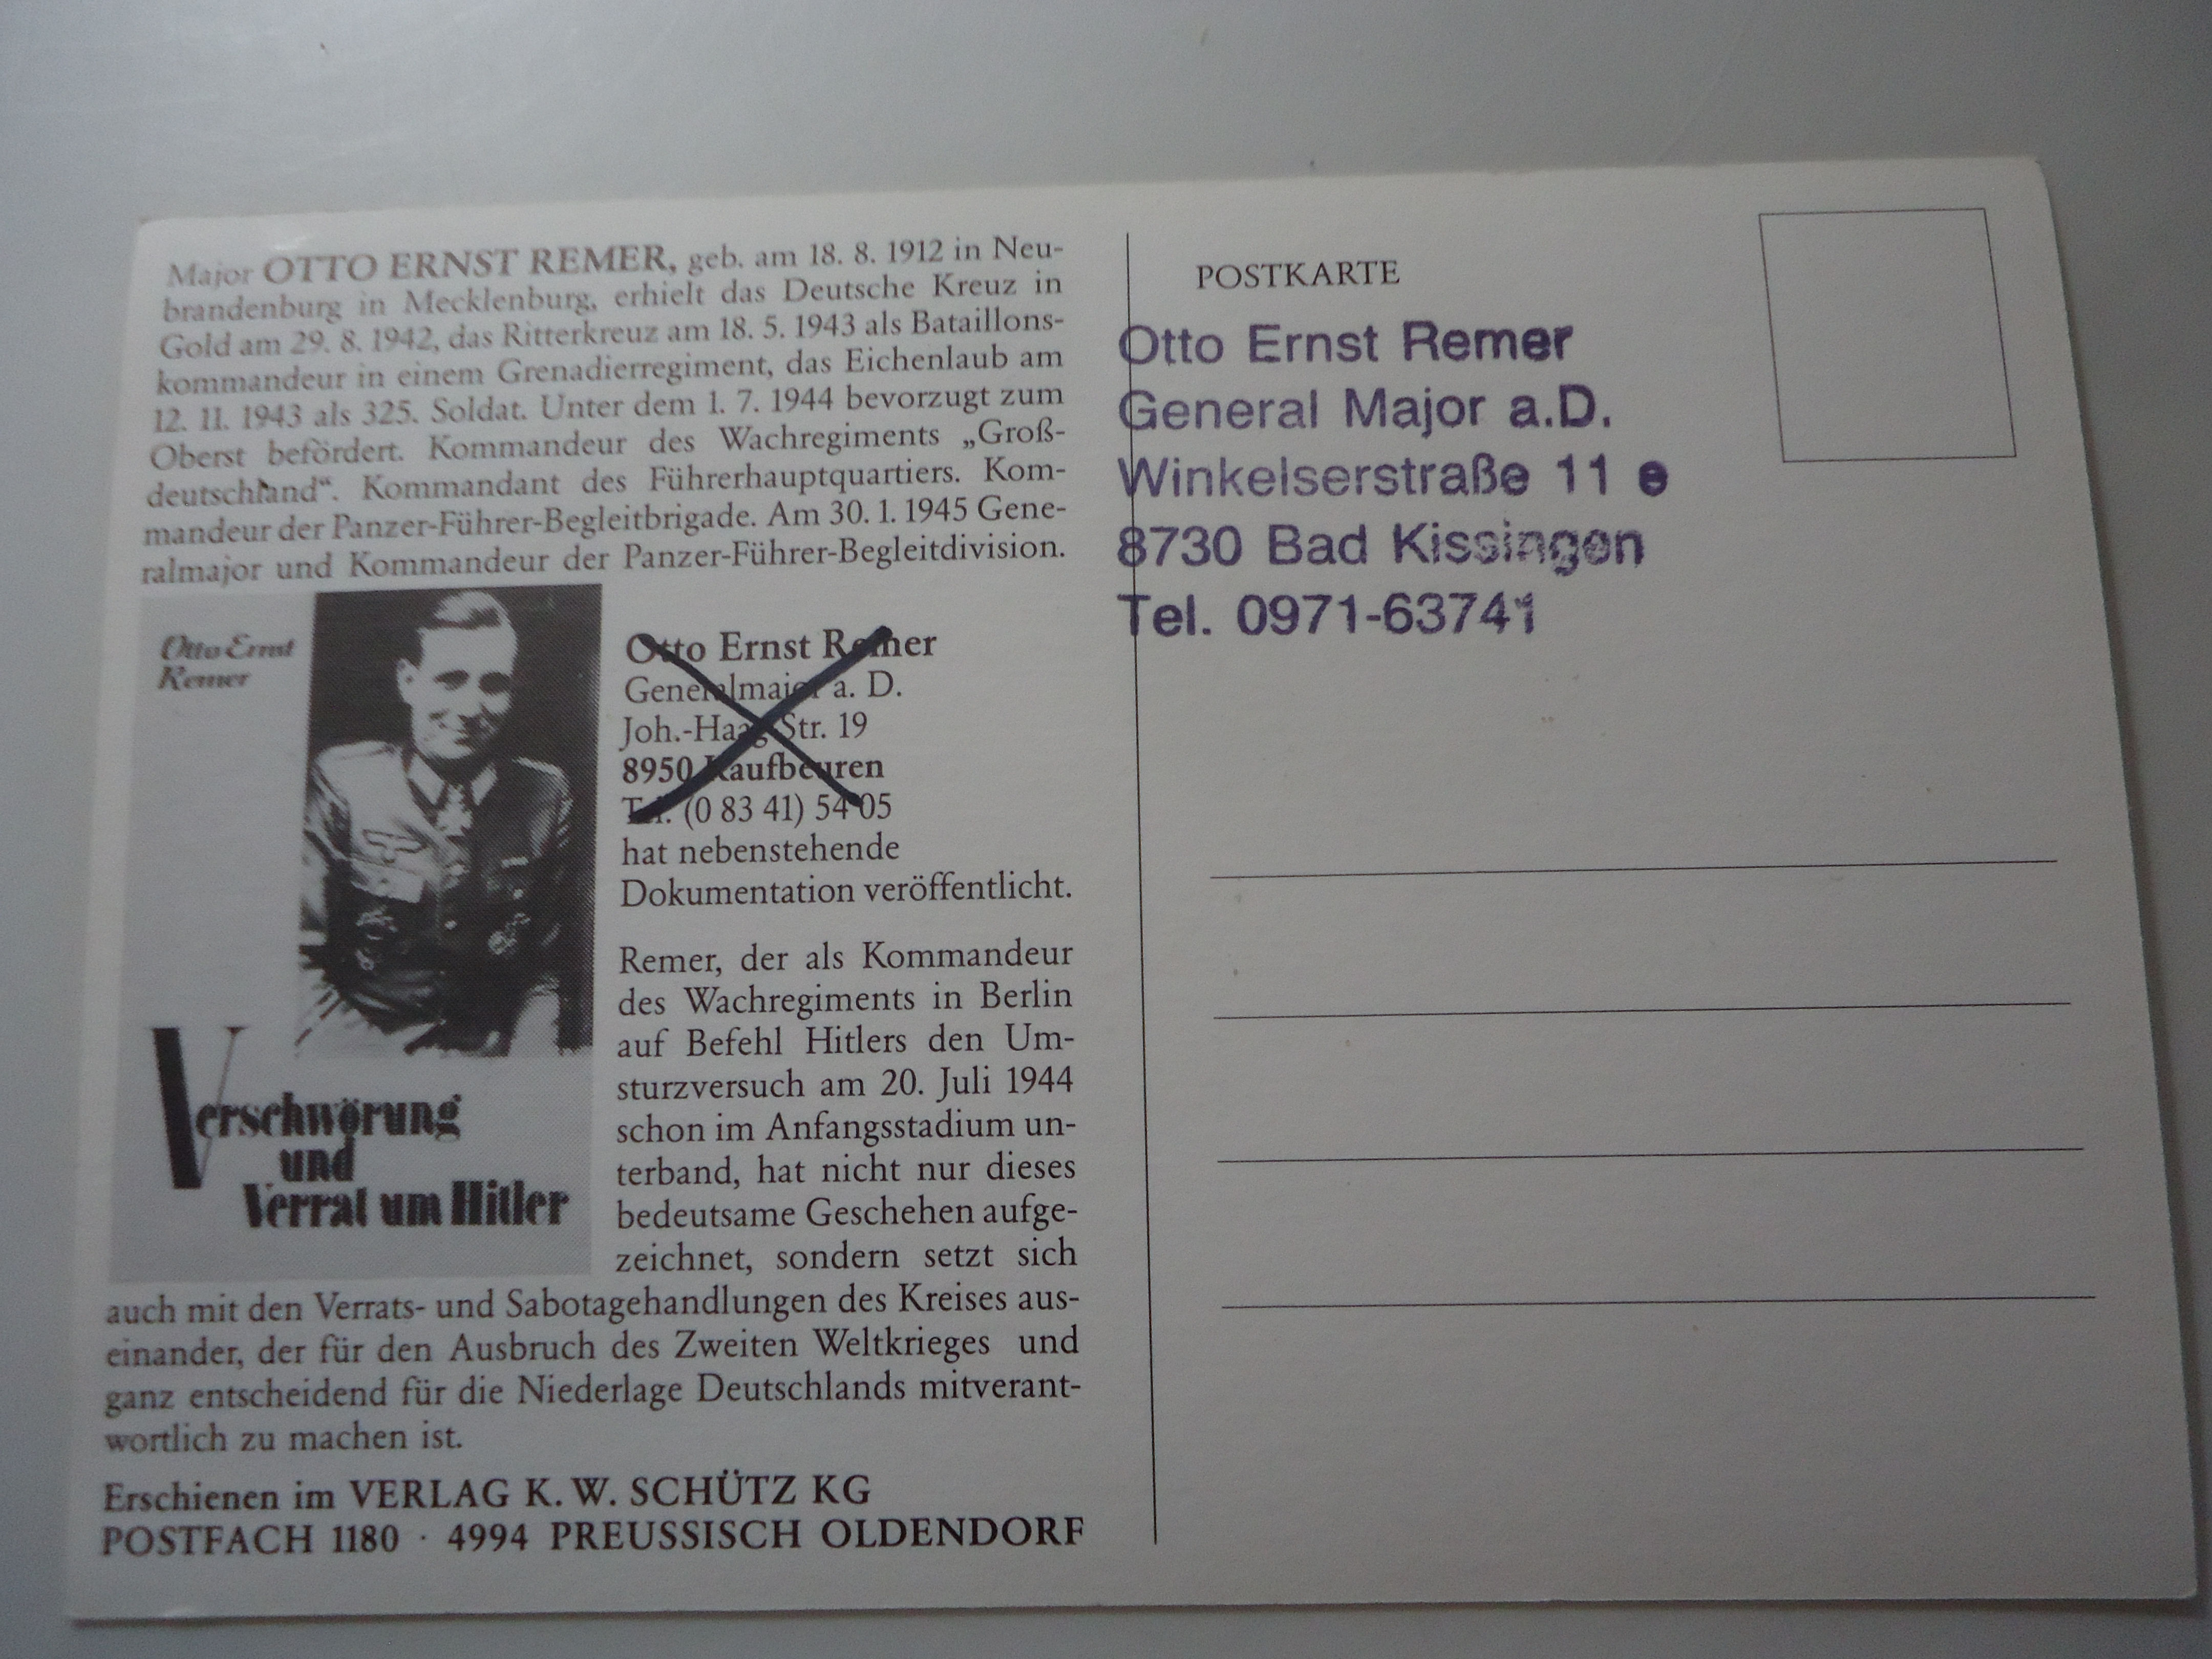 Major OTTO ERNST REMER, geb. am 18. 8. 1912 in Neu-
brandenburg in Mecklenburg, erhielt das Deutsche Kreuz in
Gold am 29. 8. 1942, das Ritterkreuz am 18. 5. 1943 als Bataillons-
kommandeur in einem Grenadierregiment, das Eichenlaub am
12. 11. 1943 als 325. Soldat. Unter dem 1. 7. 1944 bevorzugt zum
Oberst befördert. Kommandeur des Wachregiments „Groß-
deutschland“. Kommandant des Führerhauptquartiers. Kom-
mandeur der Panzer-Führer-Begleitbrigade. Am 30. 1. 1945 Gene-
ralmajor und Kommandeur der Panzer-Führer-Begleitdivision.
Otto Ernst
Remer
Verschwörung
und
Verrat um Hitler
Otto Ernst Remer
Generalmajor a. D.
Joh.-Haag-Str. 19
8950 Kaufbeuren
Tel. (0 83 41) 54 05
hat nebenstehende
Dokumentation veröffentlicht.
Remer, der als Kommandeur
des Wachregiments in Berlin
auf Befehl Hitlers den Um-
sturzversuch am 20. Juli 1944
schon im Anfangsstadium un-
terband, hat nicht nur dieses
bedeutsame Geschehen aufge-
zeichnet, sondern setzt sich
auch mit den Verrats- und Sabotagehandlungen des Kreises aus-
einander, der für den Ausbruch des Zweiten Weltkrieges und
ganz entscheidend für die Niederlage Deutschlands mitverant-
wortlich zu machen ist.
Erschienen im VERLAG K. W. SCHÜTZ KG
POSTFACH 1180 · 4994 PREUSSISCH OLDENDORF
POSTKARTE
Otto Ernst Remer
General Major a.D.
Winkelserstraße 11 e
8730 Bad Kissingen
Tel. 0971-63741